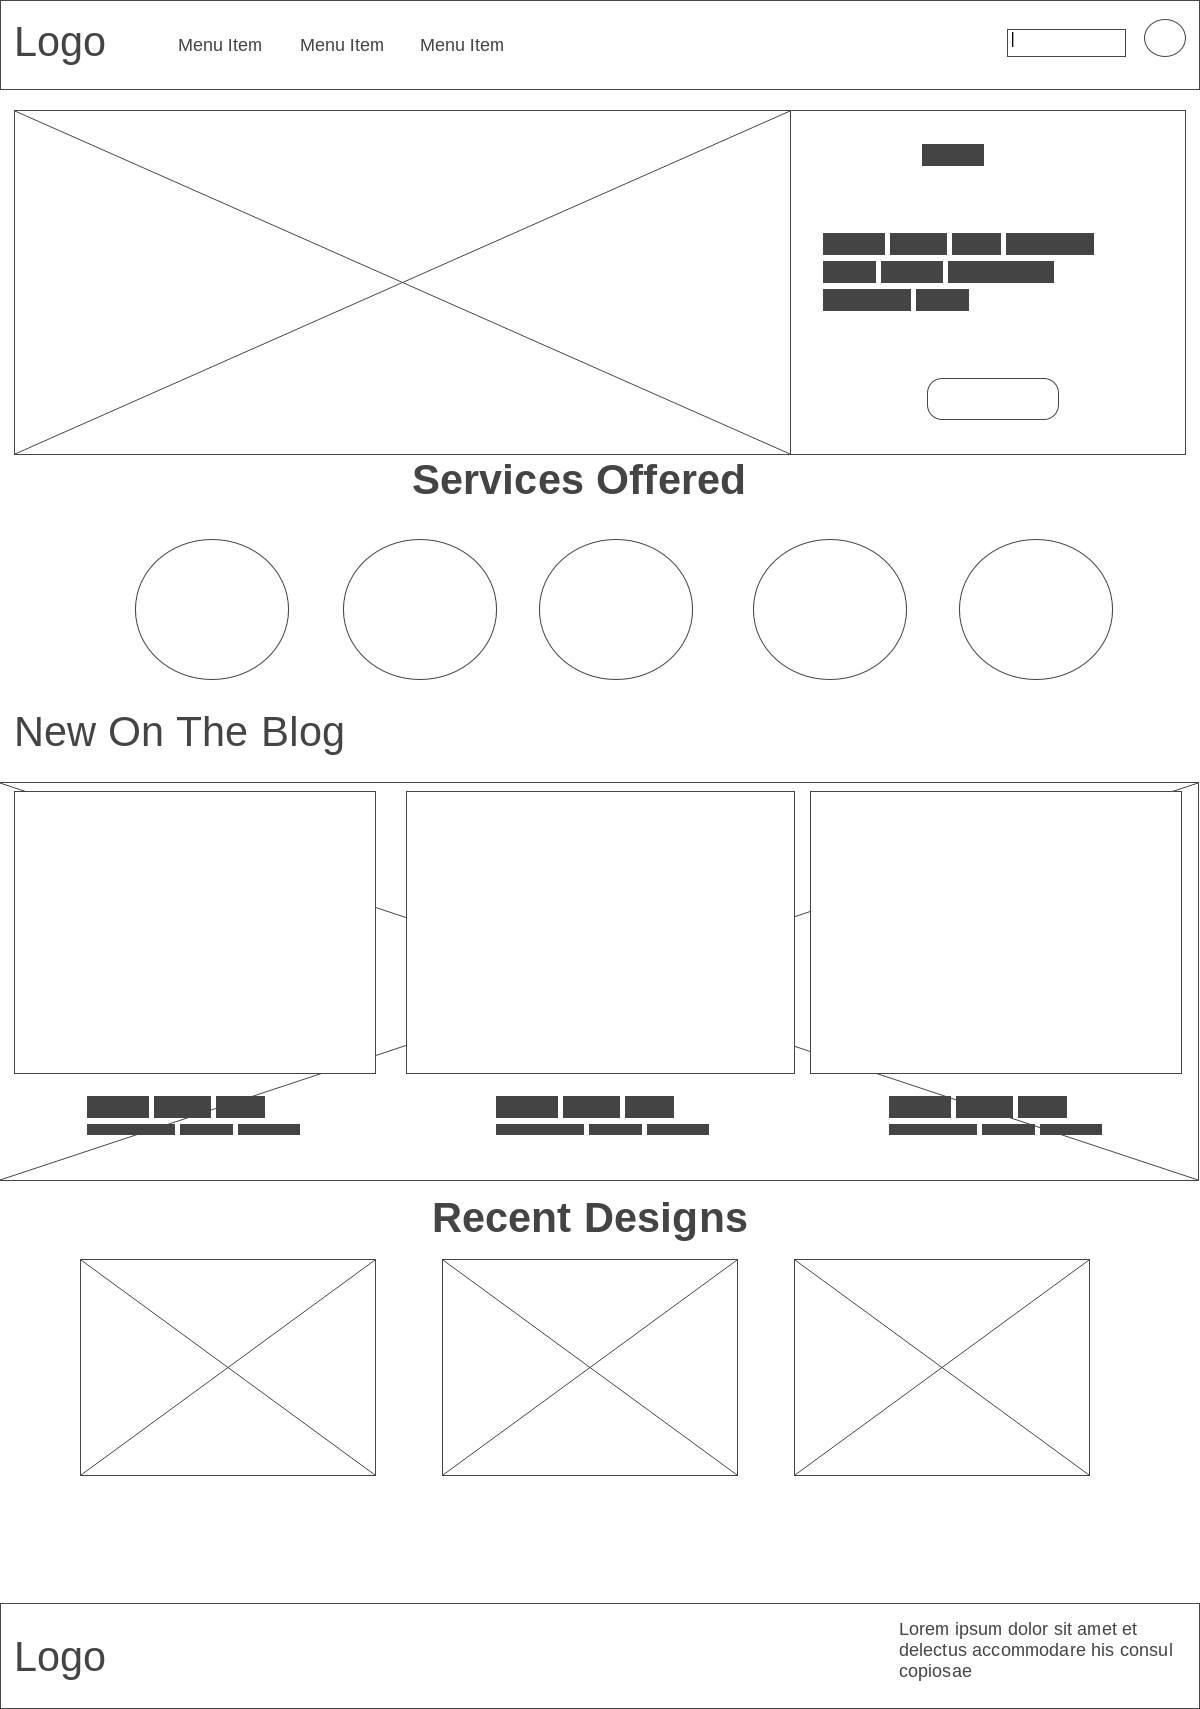 Logo
Menu Item
Menu Item
Menu Item
Services Offered
New On The Blog
Recent Designs
Logo
Lorem ipsum dolor sit amet et
delectus accommodare his consul
copiosae